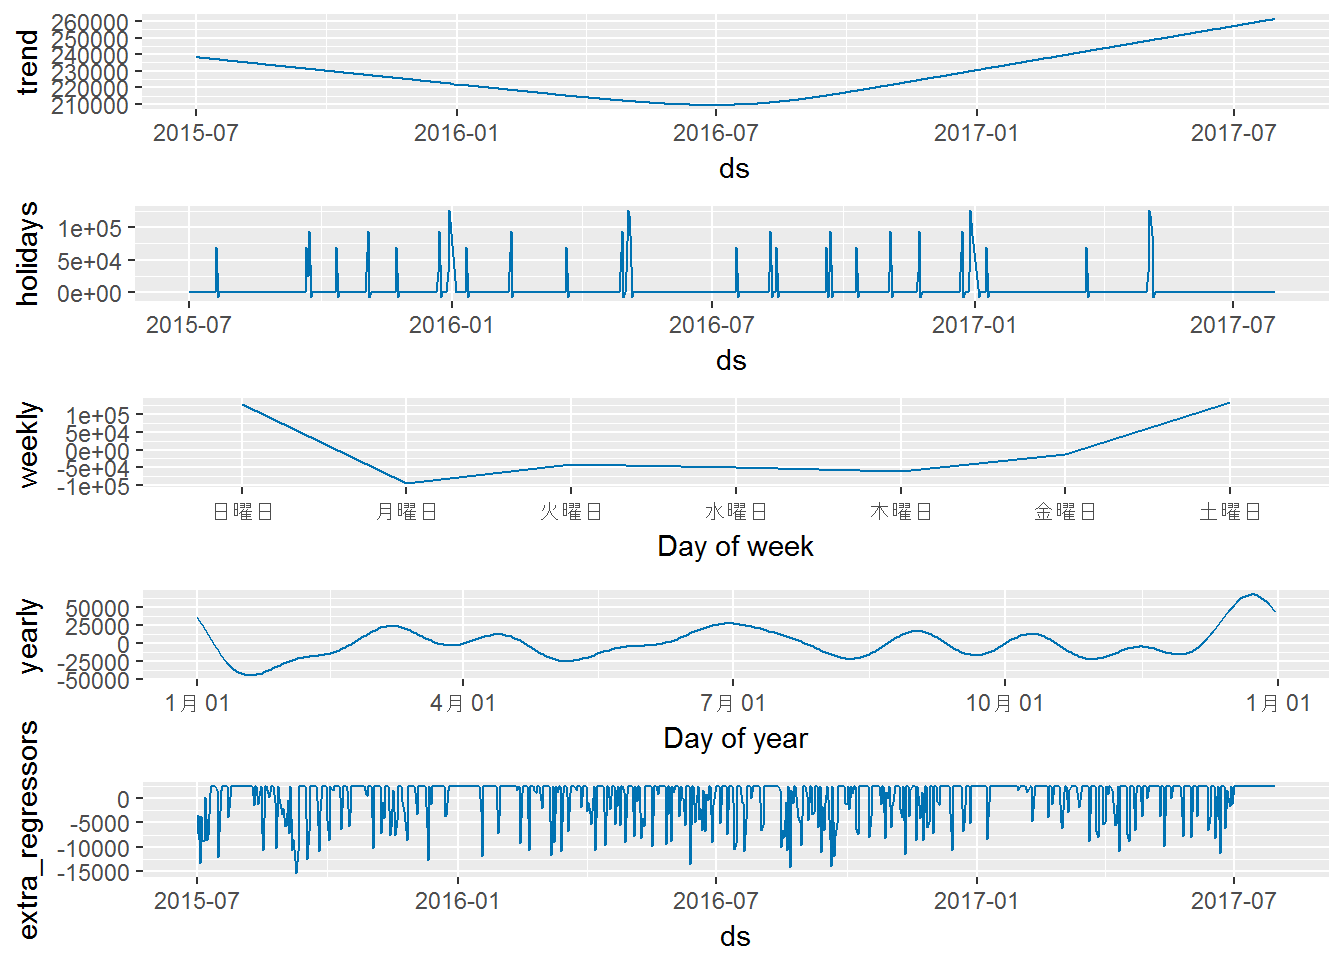 trend
260000
250000
240000
230000
220000
210000
2015-07 2016-01 2016-07 2017-01 2017-07
ds
holidays
1e+05
5e+04
0e+00
2015-07 2016-01 2016-07 2017-01 2017-07
ds
weekly
1e+05
5e+04
0e+00
-5e+04
-1e+05
日曜日 月曜日 火曜日 水曜日 木曜日 金曜日 土曜日
Day of week
yearly
50000
25000
0
-25000
-50000
1月 01 4月 01 7月 01 10月 01 1月 01
Day of year
extra_regressors
0
-5000
-10000
-15000
2015-07 2016-01 2016-07 2017-01 2017-07
ds